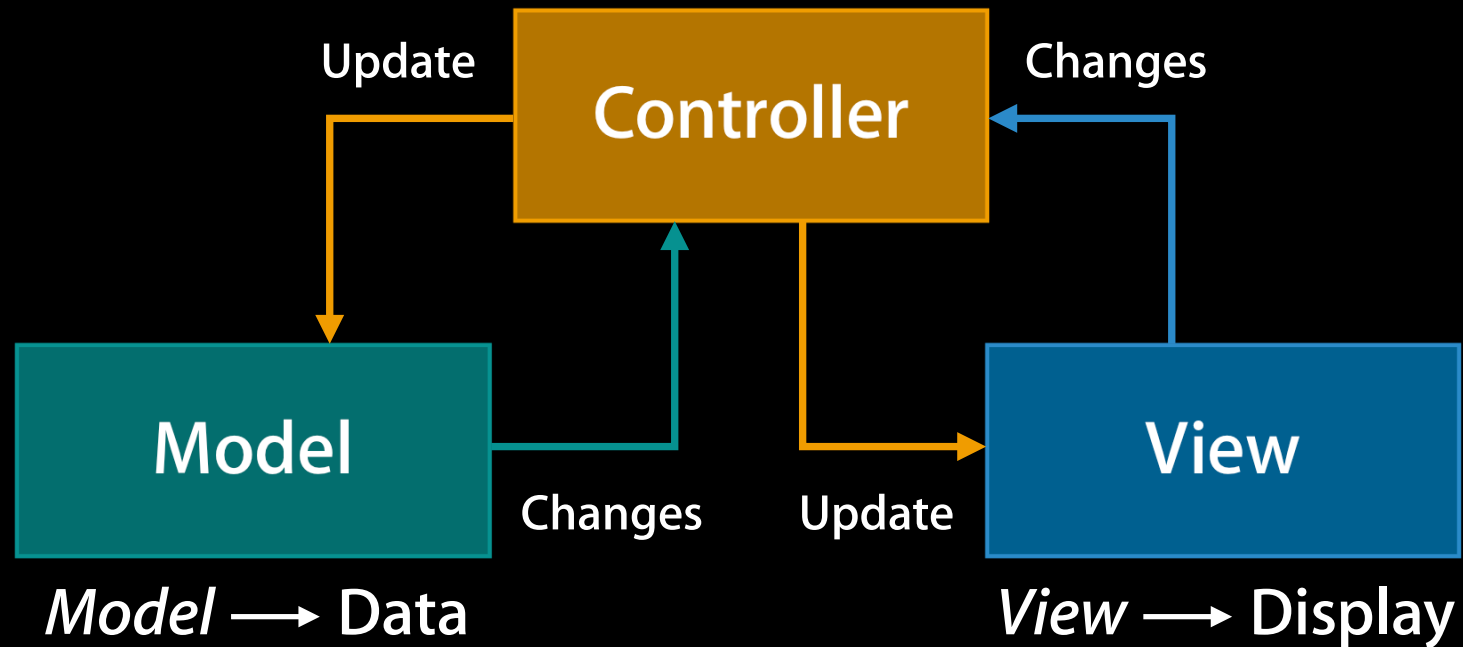 Update
Controller
Changes
Model
View
Changes
Update
Model → Data
View → Display